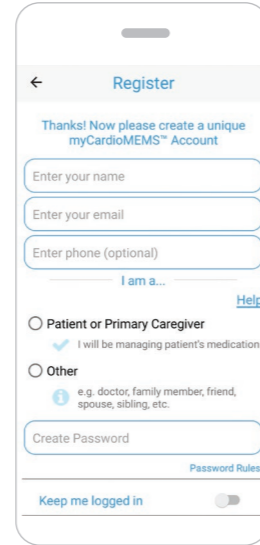 Register
Thanks! Now please create a unique
myCardioMEMS™ Account
Enter your name
Enter your email
Enter phone (optional)
I am a...
Help
Patient or Primary Caregiver
I will be managing patient's medication
Other
e.g. doctor, family member, friend,
spouse, sibling, etc.
Create Password
Password Rules
Keep me logged in